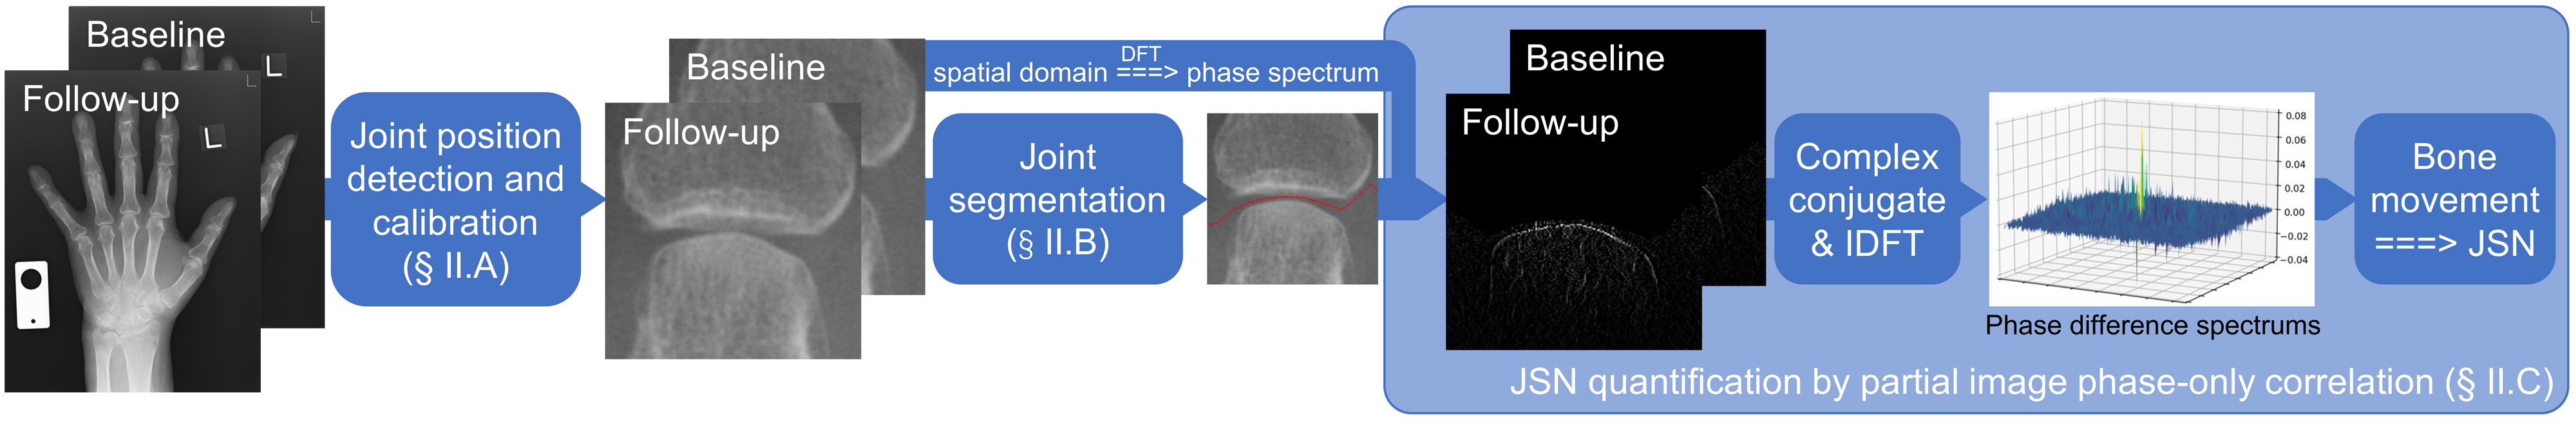 Baseline
L
Follow-up
L
Joint position
detection and
calibration
(§ II.A)
Baseline
Follow-up
DFT
spatial domain ===> phase spectrum
Joint
segmentation
(§ II.B)
Baseline
Follow-up
Complex
conjugate
& IDFT
0.08
0.06
0.04
0.02
0.00
−0.02
−0.04
Phase difference spectrums
Bone
movement
===> JSN
JSN quantification by partial image phase-only correlation (§ II.C)